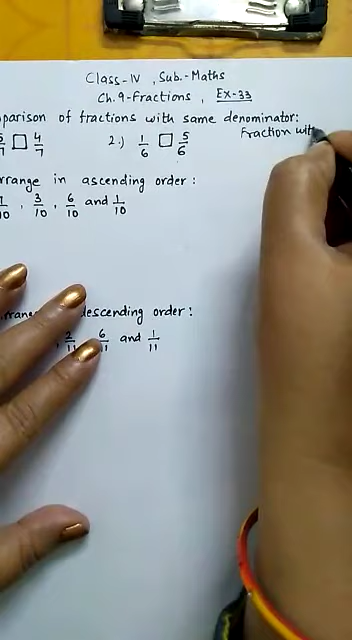 Class-IV , Sub.-Maths
Ch.9-Fractions , Ex-33
parison of fractions with same denominator:
5/7 □ 4/7 2.) 1/6 □ 5/6
Fraction with
rrange in ascending order :
/10 , 3/10 , 6/10 and 1/10
rrange descending order :
, 2/11 6/11 and 1/11